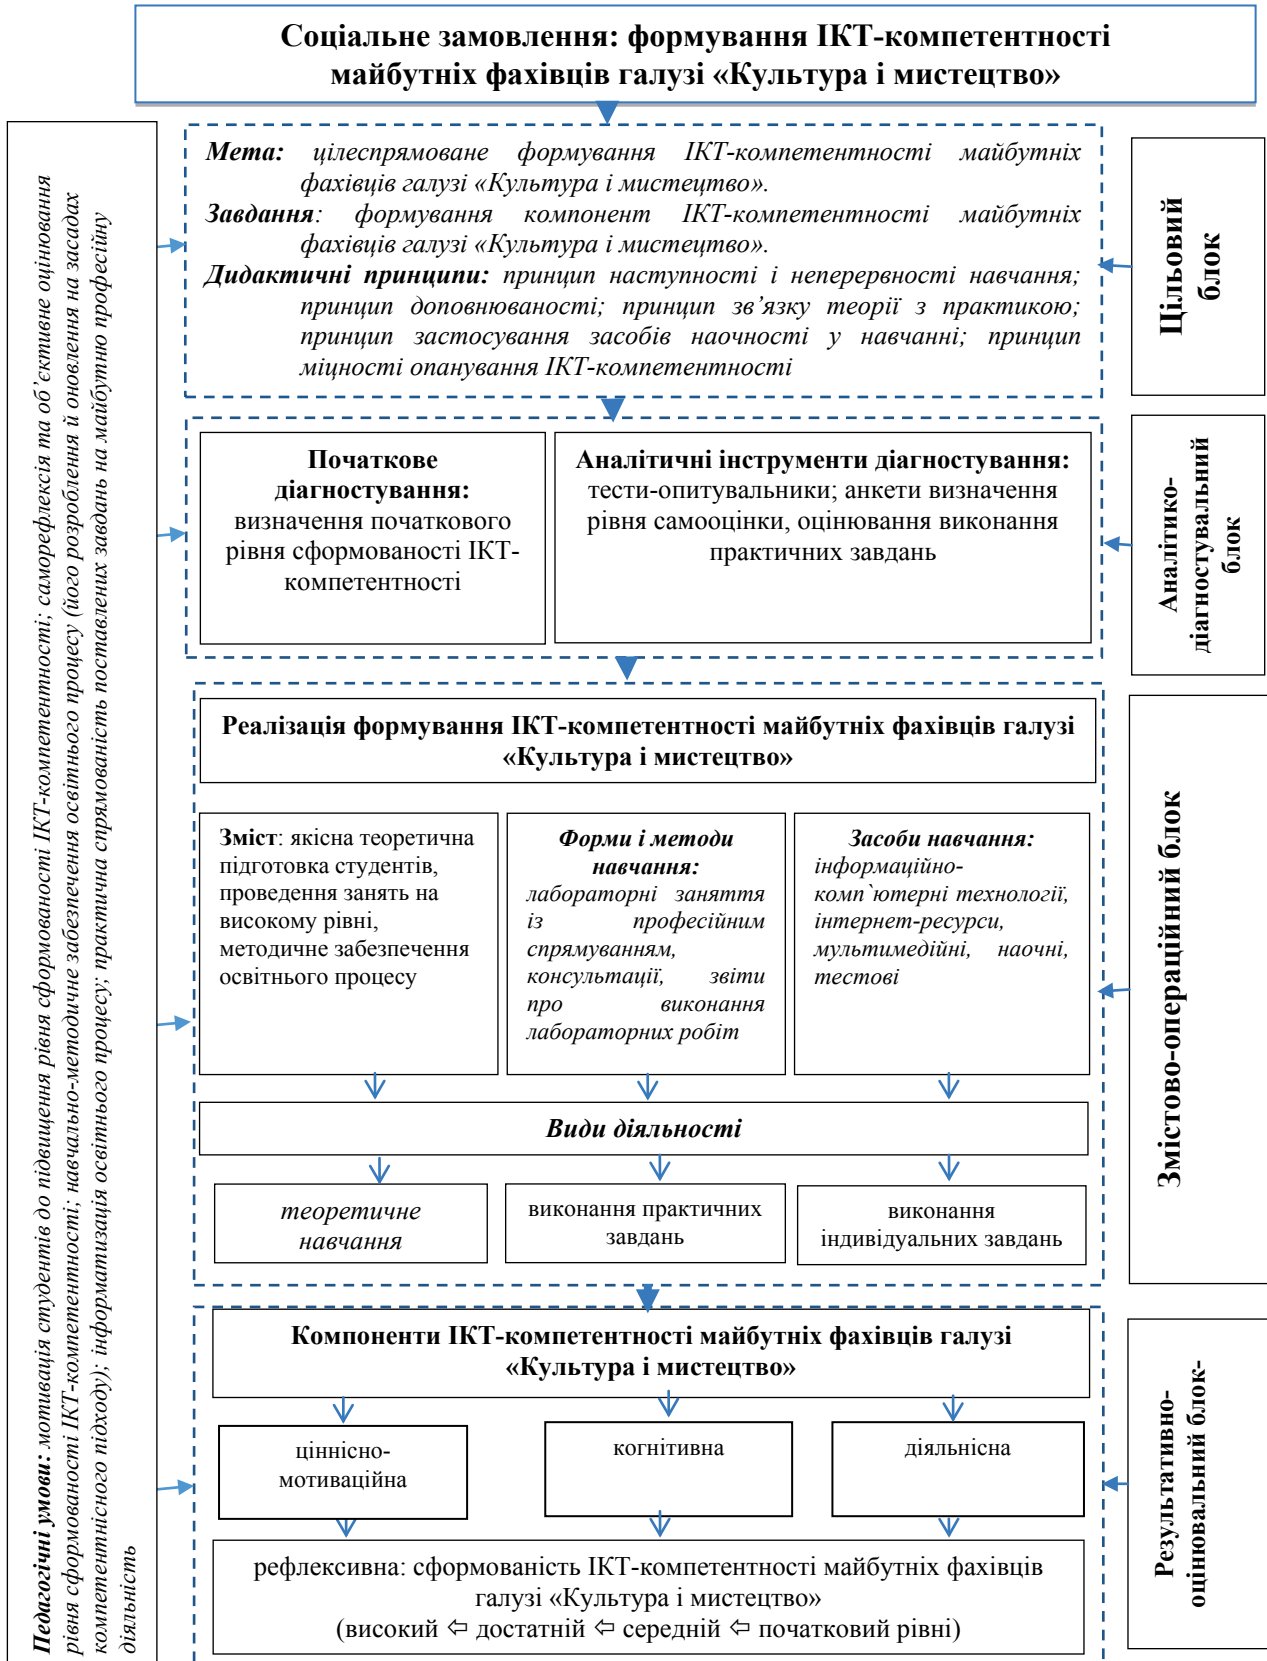 Соціальне замовлення: формування ІКТ-компетентності
майбутніх фахівців галузі «Культура і мистецтво»
Педагогічні умови: мотивація студентів до підвищення рівня сформованості ІКТ-компетентності; саморефлексія та об’єктивне оцінювання
рівня сформованості ІКТ-компетентності; навчально-методичне забезпечення освітнього процесу (його розроблення й оновлення на засадах
компетентнісного підходу); інформатизація освітнього процесу; практична спрямованість поставлених завдань на майбутню професійну
діяльність
Мета: цілеспрямоване формування ІКТ-компетентності майбутніх
фахівців галузі «Культура і мистецтво».
Завдання: формування компонент ІКТ-компетентності майбутніх
фахівців галузі «Культура і мистецтво».
Дидактичні принципи: принцип наступності і неперервності навчання;
принцип доповнюваності; принцип зв’язку теорії з практикою;
принцип застосування засобів наочності у навчанні; принцип
міцності опанування ІКТ-компетентності
Цільовий
блок
Початкове
діагностування:
визначення початкового
рівня сформованості ІКТ-
компетентності
Аналітичні інструменти діагностування:
тести-опитувальники; анкети визначення
рівня самооцінки, оцінювання виконання
практичних завдань
Аналітико-
діагностувальний
блок
Реалізація формування ІКТ-компетентності майбутніх фахівців галузі
«Культура і мистецтво»
Зміст: якісна теоретична
підготовка студентів,
проведення занять на
високому рівні,
методичне забезпечення
освітнього процесу
Форми і методи
навчання:
лабораторні заняття
із професійним
спрямуванням,
консультації, звіти
про виконання
лабораторних робіт
Засоби навчання:
інформаційно-
комп`ютерні технології,
інтернет-ресурси,
мультимедійні, наочні,
тестові
Види діяльності
теоретичне
навчання
виконання практичних
завдань
виконання
індивідуальних завдань
Змістово-операційний блок
Компоненти ІКТ-компетентності майбутніх фахівців галузі
«Культура і мистецтво»
ціннісно-
мотиваційна
когнітивна
діяльнісна
рефлексивна: сформованість ІКТ-компетентності майбутніх фахівців
галузі «Культура і мистецтво»
(високий ⇦ достатній ⇦ середній ⇦ початковий рівні)
Результативно-
оцінювальний блок-